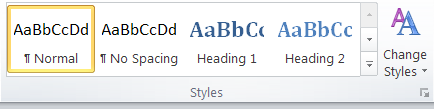 AaBbCcDd AaBbCcDd AaBbCc AaBbCc
¶ Normal ¶ No Spacing Heading 1 Heading 2
Change
Styles
Styles